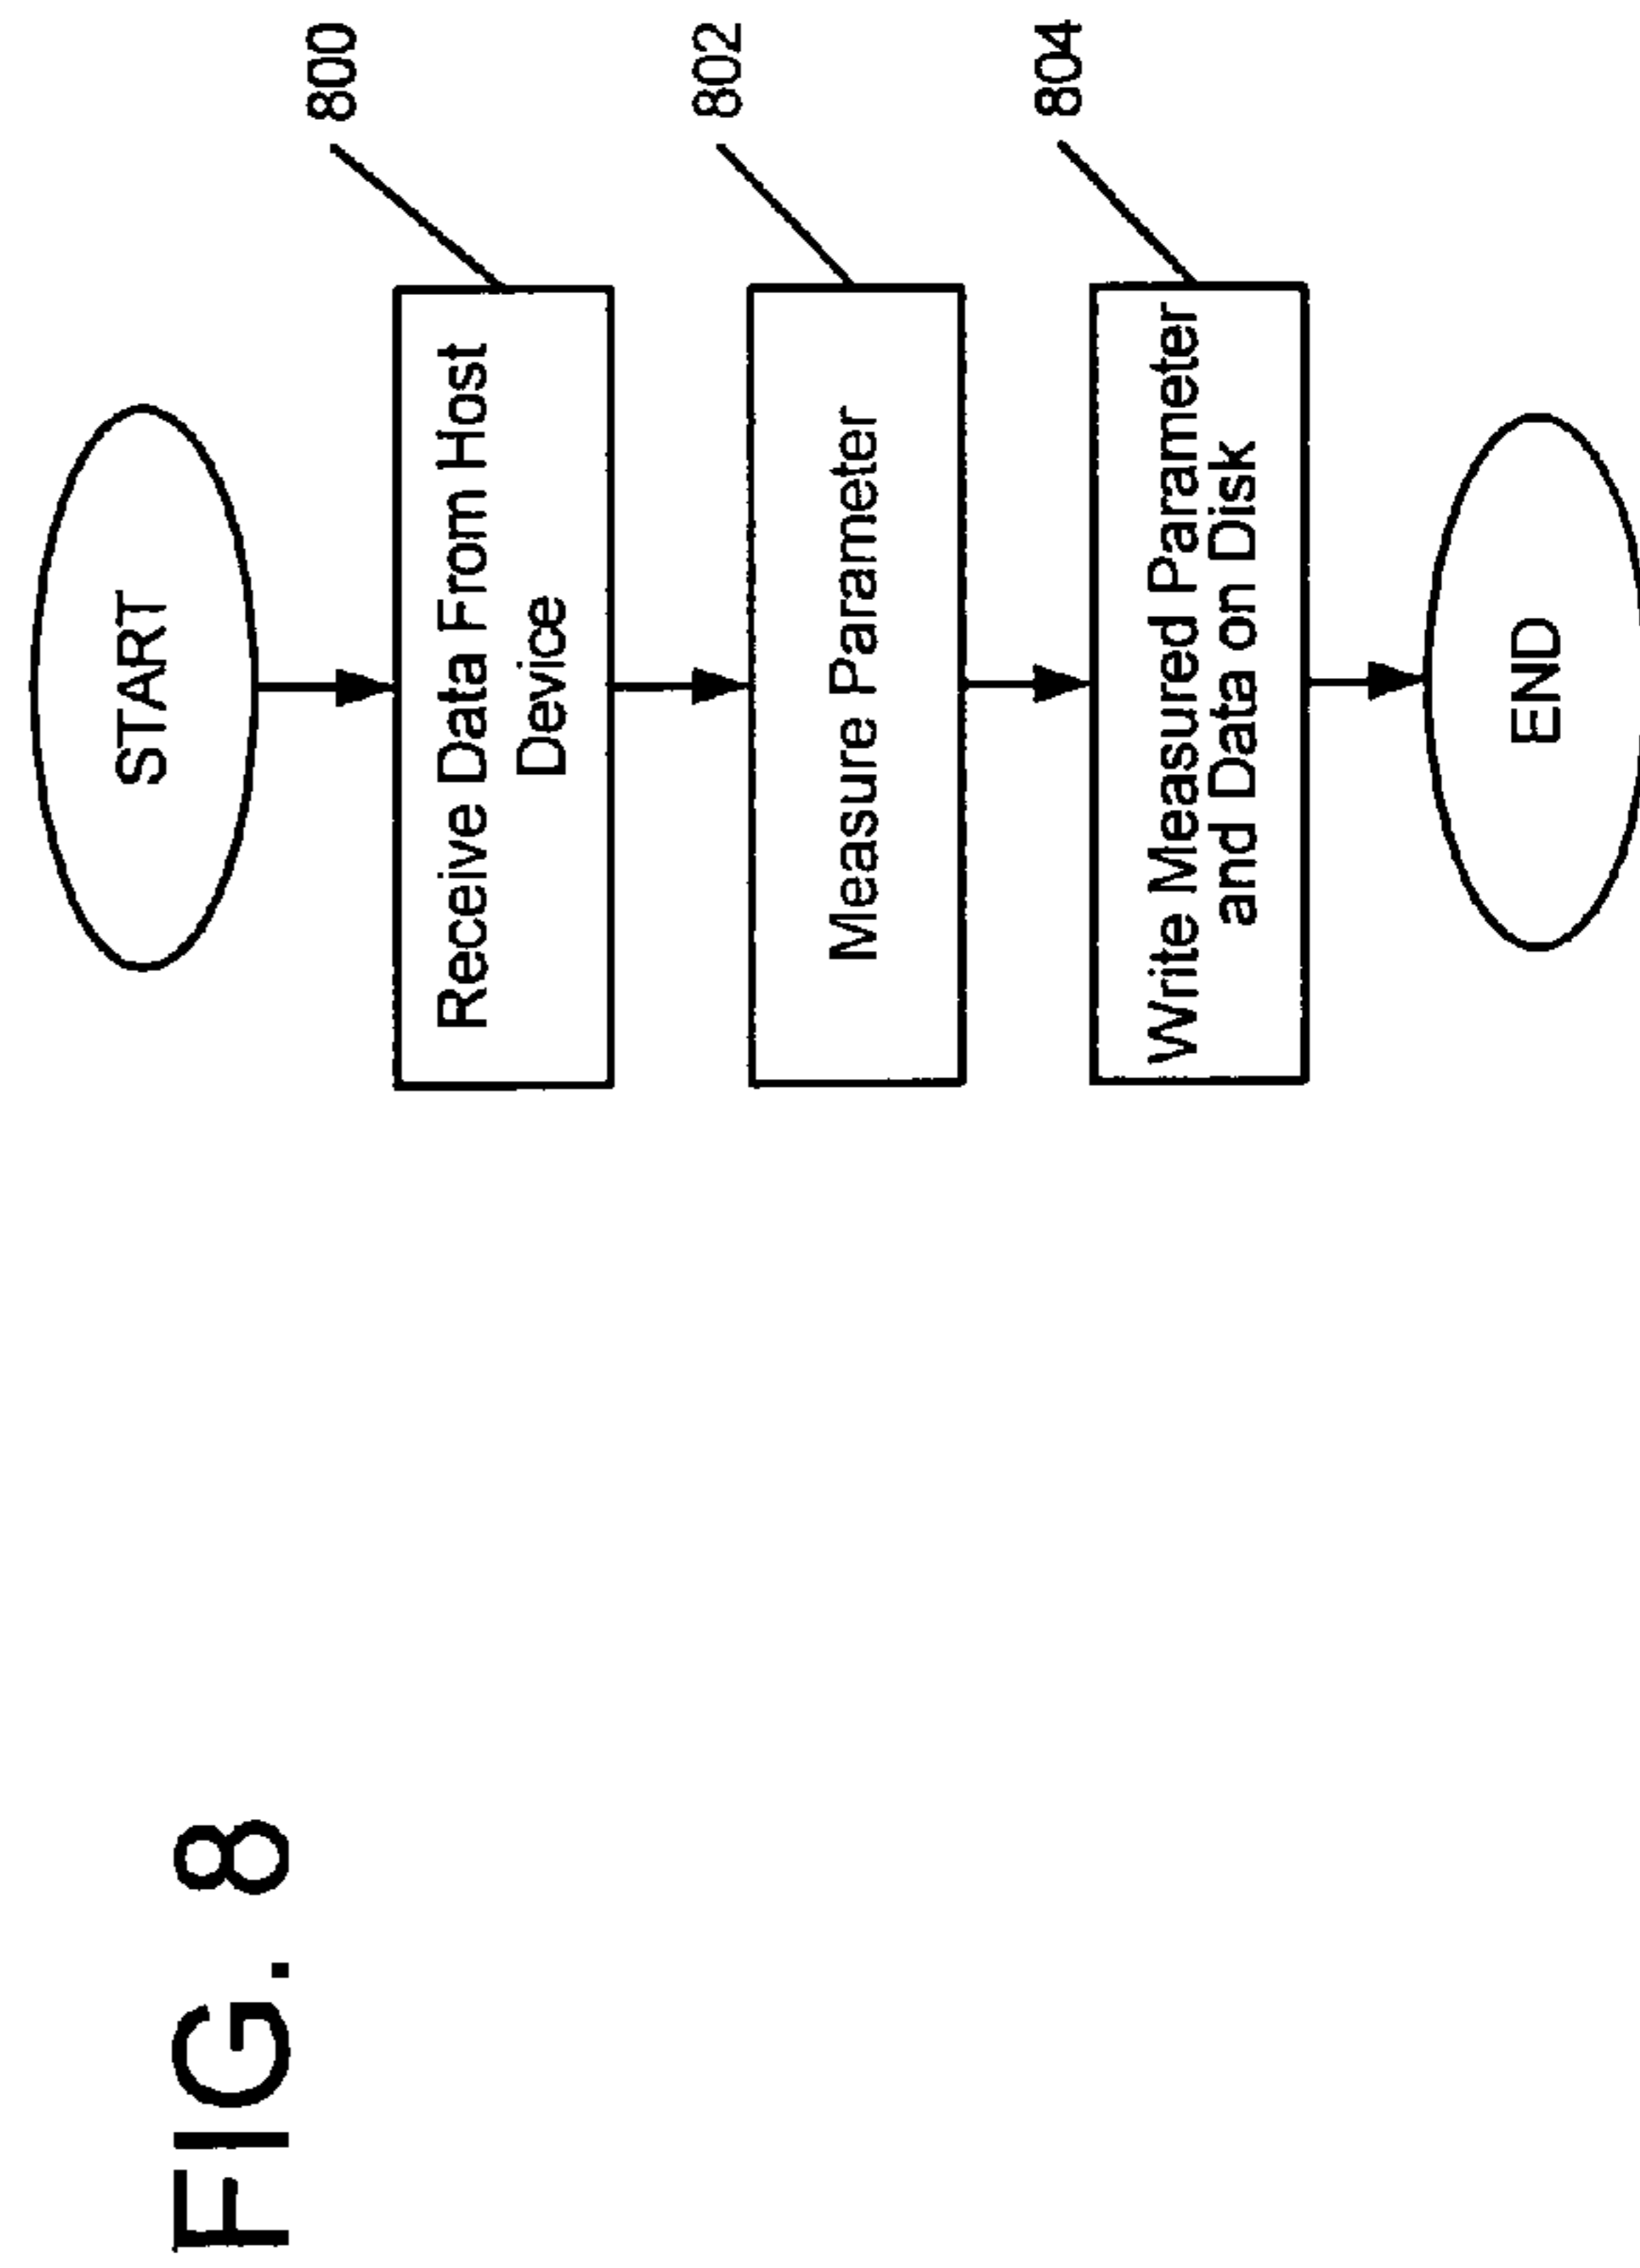 FIG. 8
START
800
Receive Data From Host
Device
802
Measure Parameter
804
Write Measured Parameter
and Data on Disk
END